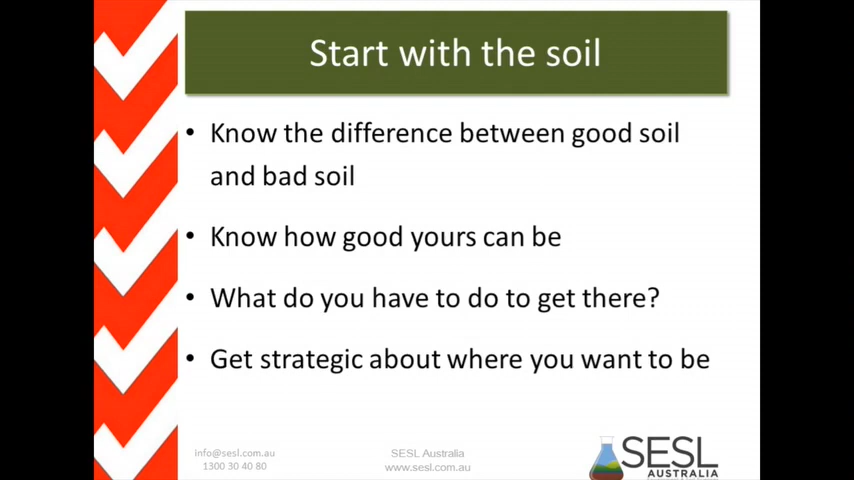 Start with the soil
• Know the difference between good soil
and bad soil
• Know how good yours can be
• What do you have to do to get there?
• Get strategic about where you want to be
info@sesl.com.au
1300 30 40 80
SESL Australia
www.sesl.com.au
SESL
AUSTRALIA